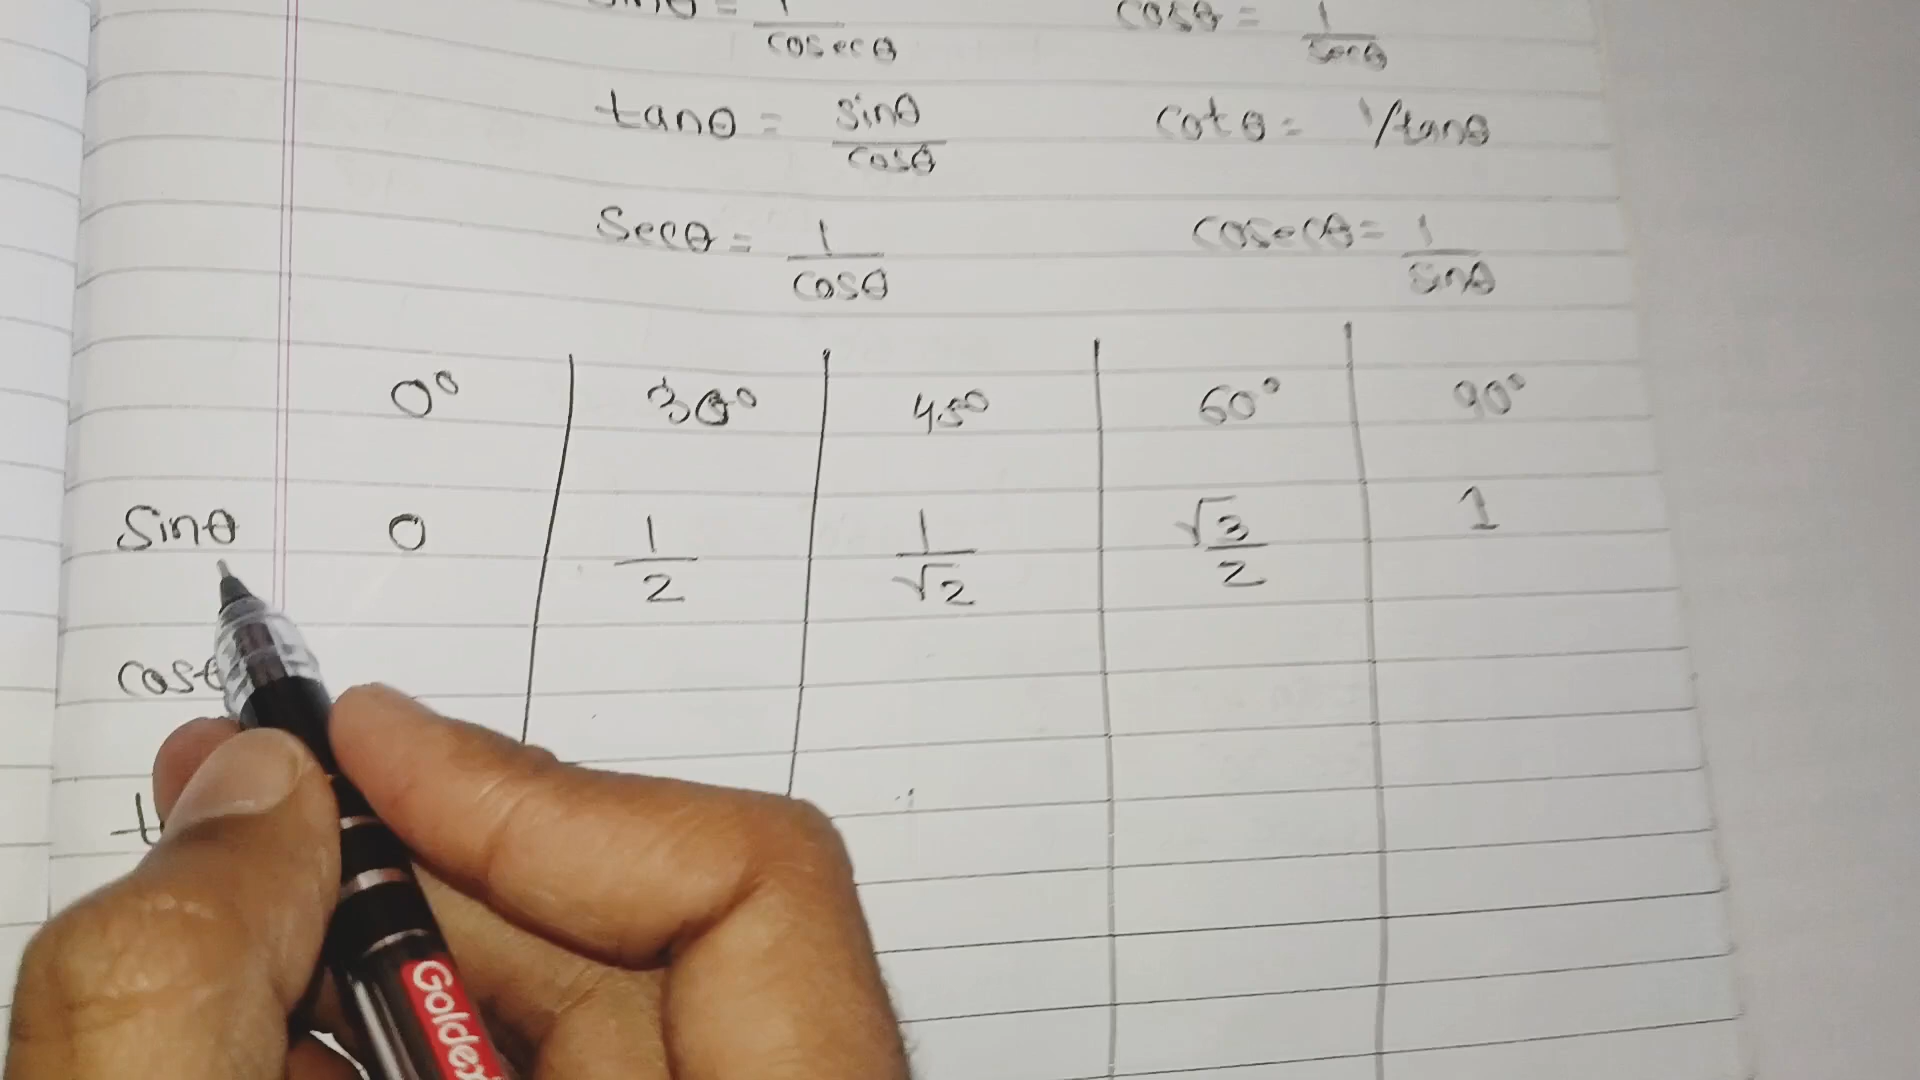 sinθ = 1/cosecθ cosθ = 1/secθ
tanθ = sinθ/cosθ cotθ = 1/tanθ
Secθ = 1/cosθ cosecθ = 1/sinθ
0° 30° 45° 60° 90°
Sinθ 0 1/2 1/√2 √3/2 1
cosθ
Goldex